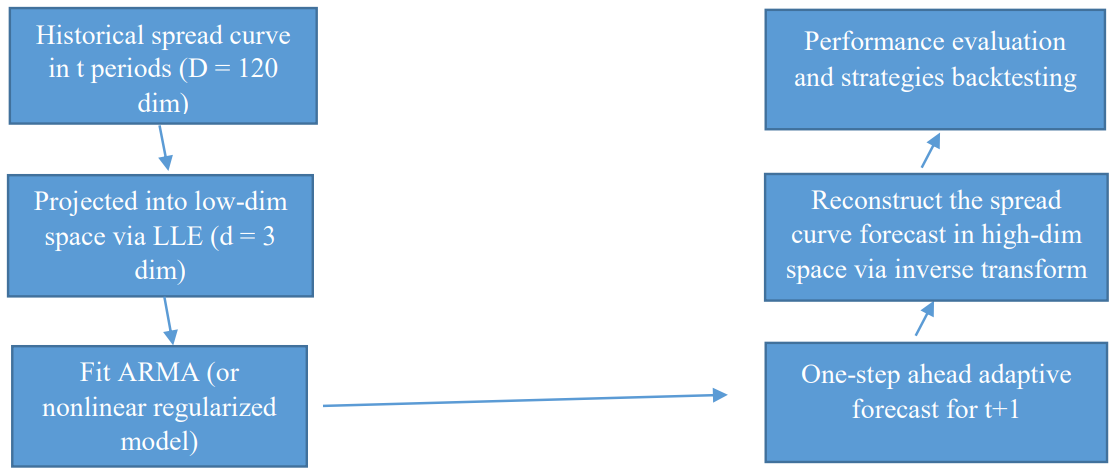 Historical spread curve
in t periods (D = 120
dim)
Projected into low-dim
space via LLE (d = 3
dim)
Fit ARMA (or
nonlinear regularized
model)
Performance evaluation
and strategies backtesting
Reconstruct the spread
curve forecast in high-dim
space via inverse transform
One-step ahead adaptive
forecast for t+1